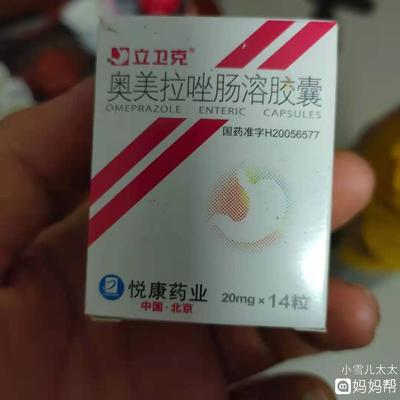 立卫克®
奥美拉唑肠溶胶囊
OMEPRAZOLE ENTERIC CAPSULES
国药准字H20056577
悦康药业
中国·北京
20mg×14粒
小雪儿太太
妈妈帮